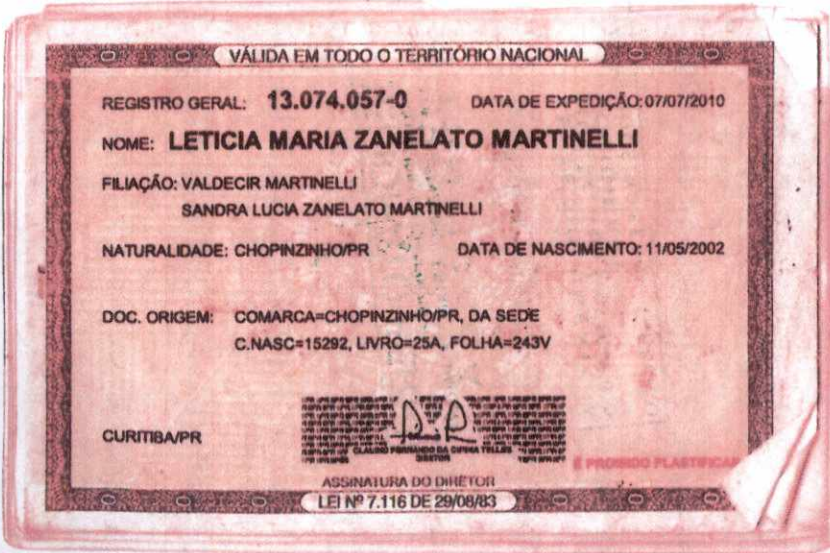 VÁLIDA EM TODO O TERRITÓRIO NACIONAL
REGISTRO GERAL: 13.074.057-0 DATA DE EXPEDIÇÃO: 07/07/2010
NOME: LETICIA MARIA ZANELATO MARTINELLI
FILIAÇÃO: VALDECIR MARTINELLI
SANDRA LUCIA ZANELATO MARTINELLI
NATURALIDADE: CHOPINZINHO/PR DATA DE NASCIMENTO: 11/05/2002
DOC. ORIGEM: COMARCA=CHOPINZINHO/PR, DA SEDE
C.NASC=15292, LIVRO=25A, FOLHA=243V
CURITIBA/PR
DIRETOR
É PROIBIDO PLASTIFICAR
ASSINATURA DO DIRETOR
LEI Nº 7.116 DE 29/08/83